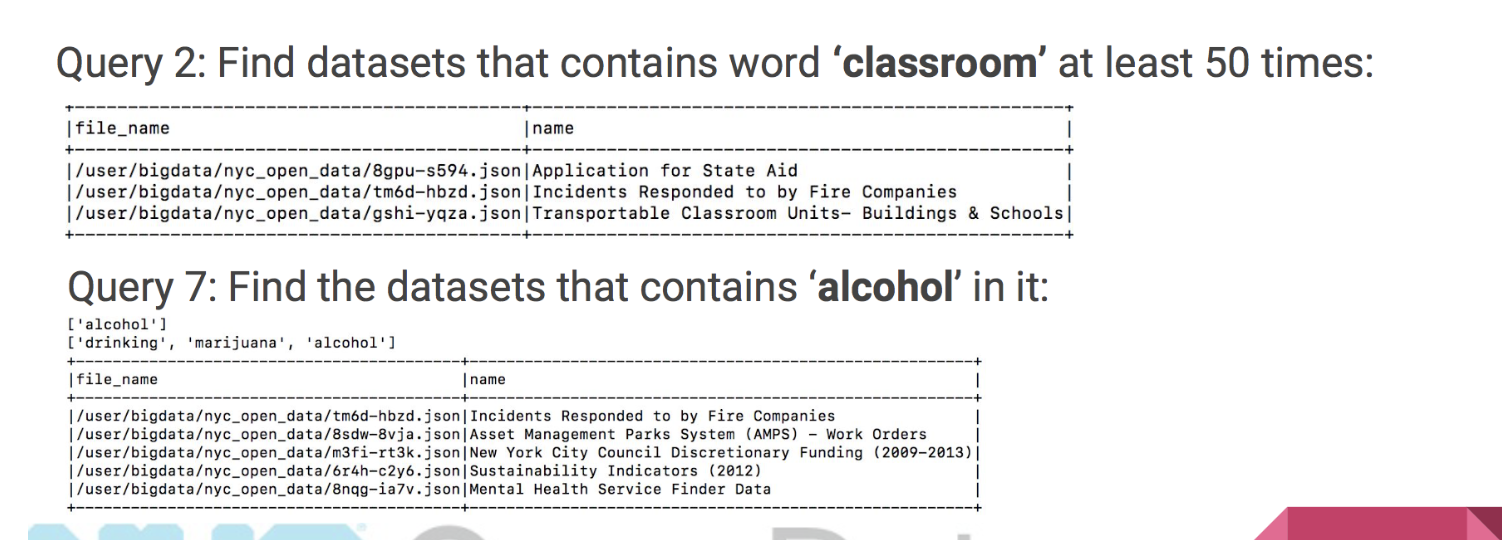 Query 2: Find datasets that contains word ‘classroom’ at least 50 times:
+-------------------------------------------+---------------------------------------------------+
|file_name |name |
+-------------------------------------------+---------------------------------------------------+
|/user/bigdata/nyc_open_data/8gpu-s594.json|Application for State Aid |
|/user/bigdata/nyc_open_data/tm6d-hbzd.json|Incidents Responded to by Fire Companies |
|/user/bigdata/nyc_open_data/gshi-yqza.json|Transportable Classroom Units– Buildings & Schools|
+-------------------------------------------+---------------------------------------------------+
Query 7: Find the datasets that contains ‘alcohol’ in it:
['alcohol']
['drinking', 'marijuana', 'alcohol']
+------------------------------------------+-------------------------------------------------------+
|file_name |name |
+------------------------------------------+-------------------------------------------------------+
|/user/bigdata/nyc_open_data/tm6d-hbzd.json|Incidents Responded to by Fire Companies |
|/user/bigdata/nyc_open_data/8sdw-8vja.json|Asset Management Parks System (AMPS) – Work Orders |
|/user/bigdata/nyc_open_data/m3fi-rt3k.json|New York City Council Discretionary Funding (2009–2013)|
|/user/bigdata/nyc_open_data/6r4h-c2y6.json|Sustainability Indicators (2012) |
|/user/bigdata/nyc_open_data/8nqg-ia7v.json|Mental Health Service Finder Data |
+------------------------------------------+-------------------------------------------------------+